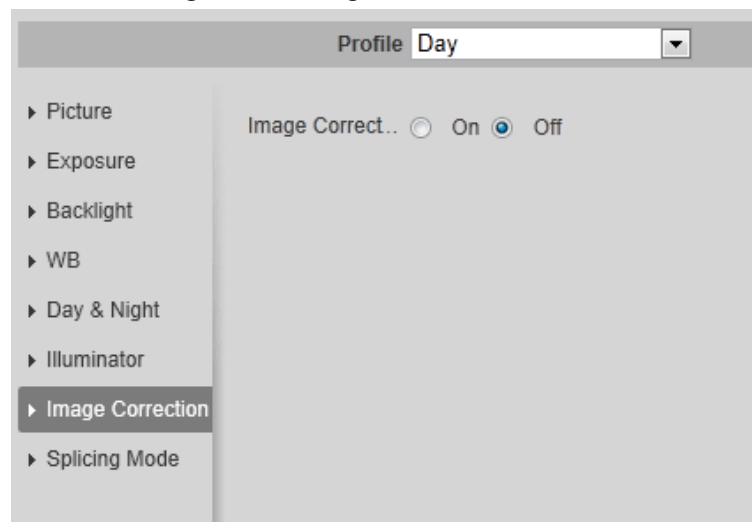 Profile Day
Picture
Image Correct.. On Off
Exposure
Backlight
WB
Day & Night
Illuminator
Image Correction
Splicing Mode